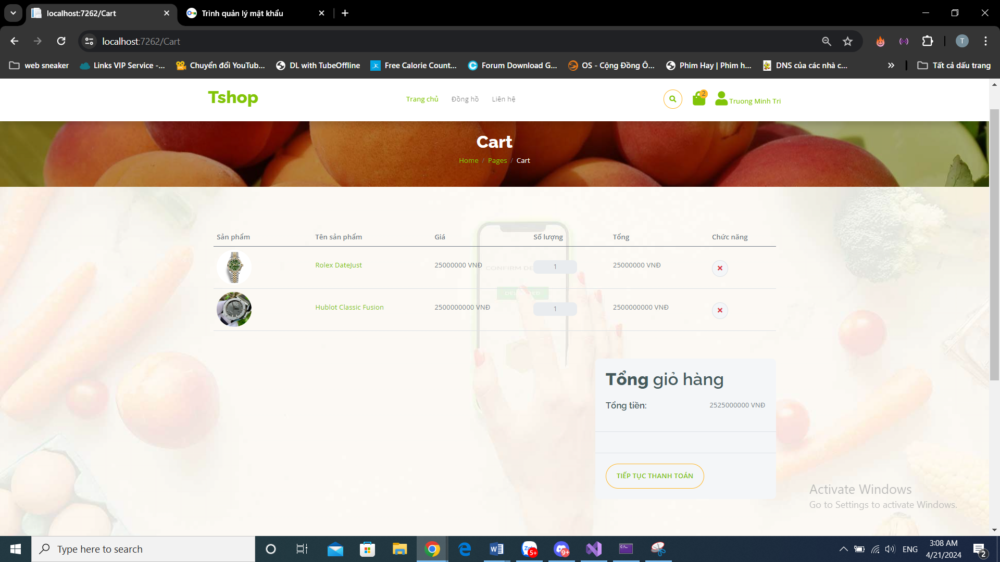 localhost:7262/Cart
Trình quản lý mật khẩu
localhost:7262/Cart
T
web sneaker
Links VIP Service -...
Chuyển đổi YouTub...
DL with TubeOffline
Free Calorie Count...
Forum Download G...
OS - Cộng Đồng Ô...
Phim Hay | Phim h...
DNS của các nhà c...
Tất cả dấu trang
Tshop
Trang chủ
Đồng hồ
Liên hệ
2
Truong Minh Tri
Cart
Home / Pages / Cart
Sản phẩm Tên sản phẩm Giá Số lượng Tổng Chức năng
Rolex DateJust 25000000 VNĐ 1 25000000 VNĐ
CONFIRM DE
Hublot Classic Fusion 2500000000 VNĐ 1 2500000000 VNĐ
Tổng giỏ hàng
Tổng tiền: 2525000000 VNĐ
TIẾP TỤC THANH TOÁN
Activate Windows
Go to Settings to activate Windows.
Type here to search
5+
9+
ENG
3:08 AM
4/21/2024
2